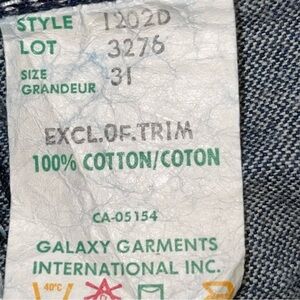 STYLE 1202D
LOT 3276
SIZE 31
GRANDEUR
EXCL.OF.TRIM
100% COTTON/COTON
CA-05154
GALAXY GARMENTS
INTERNATIONAL INC.
40°C